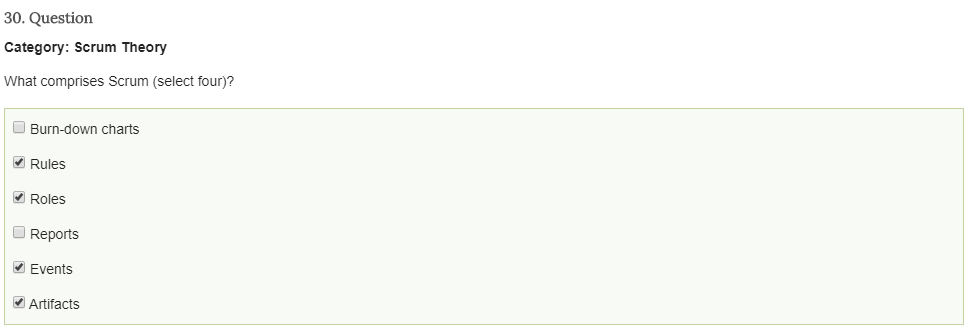 30. Question
Category: Scrum Theory
What comprises Scrum (select four)?
Burn-down charts
Rules
Roles
Reports
Events
Artifacts